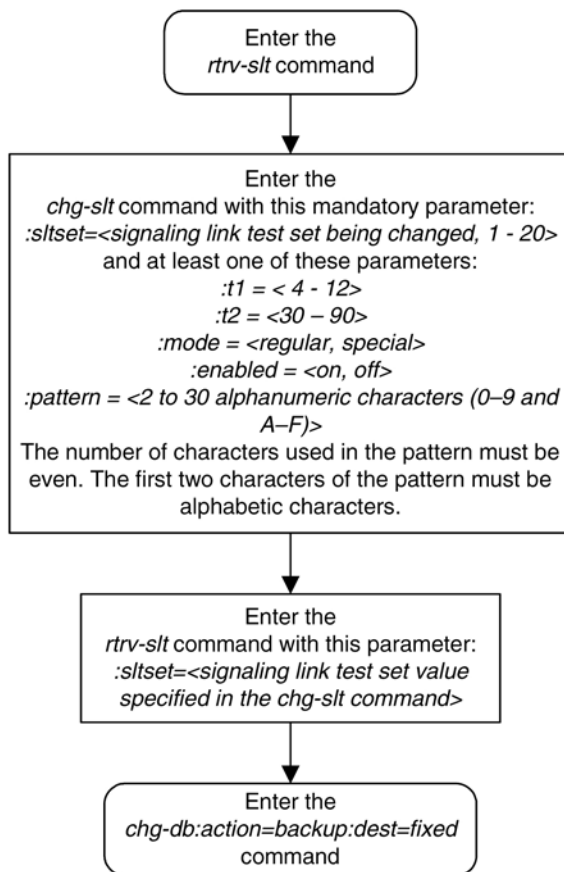 Enter the
rtrv-slt command
Enter the
chg-slt command with this mandatory parameter:
:sltset=<signaling link test set being changed, 1 - 20>
and at least one of these parameters:
:t1 = < 4 - 12>
:t2 = <30 – 90>
:mode = <regular, special>
:enabled = <on, off>
:pattern = <2 to 30 alphanumeric characters (0–9 and
A–F)>
The number of characters used in the pattern must be
even. The first two characters of the pattern must be
alphabetic characters.
Enter the
rtrv-slt command with this parameter:
:sltset=<signaling link test set value
specified in the chg-slt command>
Enter the
chg-db:action=backup:dest=fixed
command